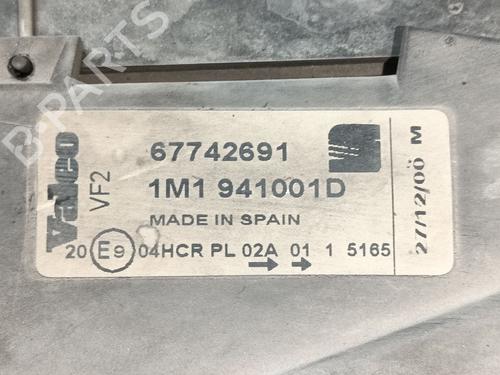 B-PARTS
Valeo
VF2
67742691
1M1 941001D
MADE IN SPAIN
20 E9 04HCR PL 02A 01 1 5165
27/12/00 M